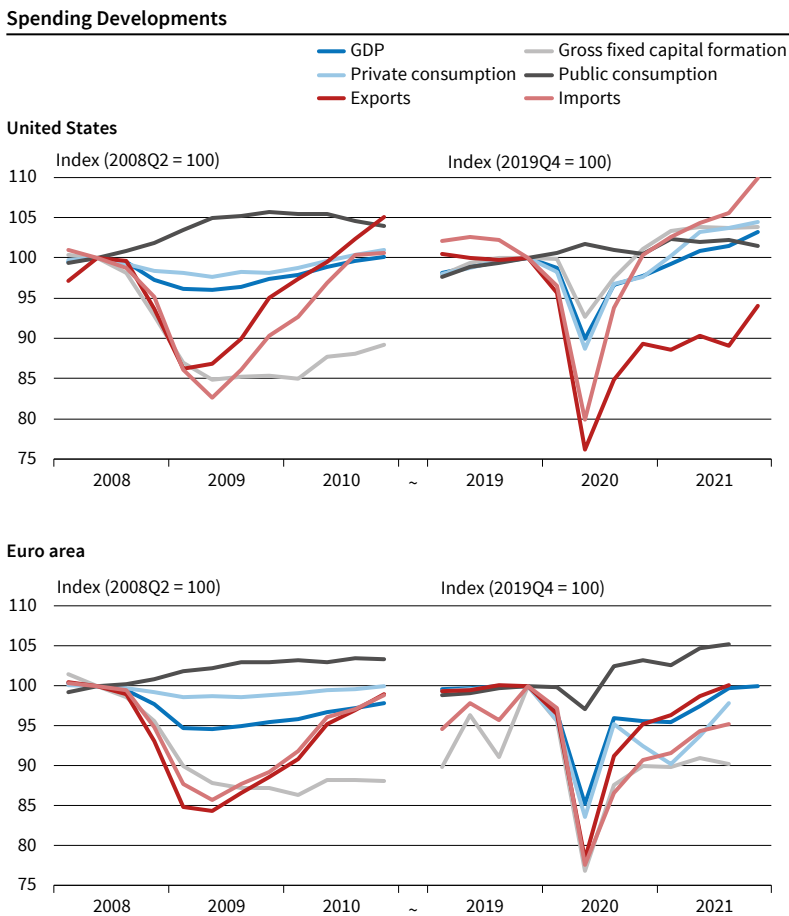 Spending Developments
GDP
Gross fixed capital formation
Private consumption
Public consumption
Exports
Imports
United States
Index (2008Q2 = 100)
Index (2019Q4 = 100)
110
105
100
95
90
85
80
75
2008
2009
2010
~
2019
2020
2021
Euro area
Index (2008Q2 = 100)
Index (2019Q4 = 100)
110
105
100
95
90
85
80
75
2008
2009
2010
~
2019
2020
2021